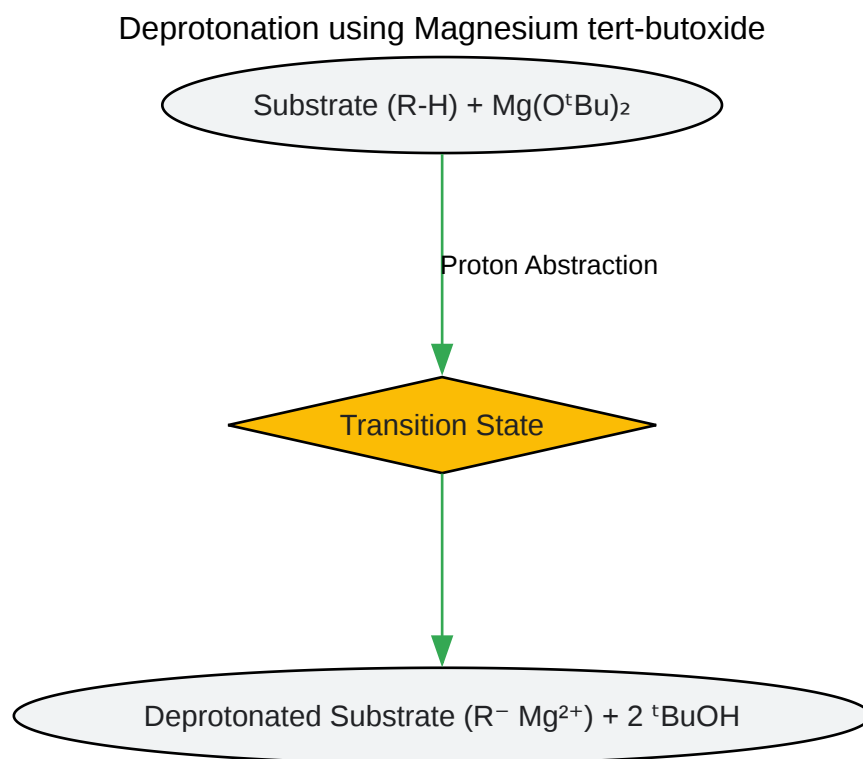 Deprotonation using Magnesium tert-butoxide
Substrate (R-H) + Mg(OᵗBu)₂
Proton Abstraction
Transition State
Deprotonated Substrate (R⁻ Mg²⁺) + 2 ᵗBuOH